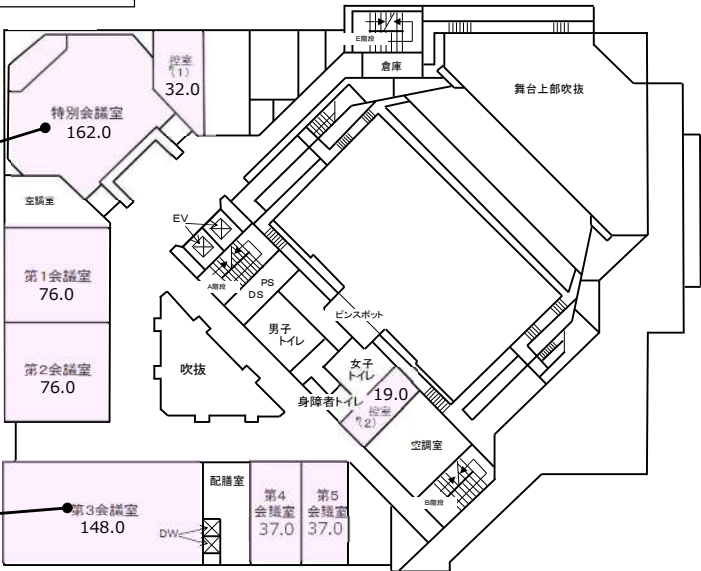 E階段
倉庫
舞台上部吹抜
控室
(1)
32.0
特別会議室
162.0
空調室
EV
A階段
PS
DS
第1会議室
76.0
男子
トイレ
ピンスポット
第2会議室
76.0
吹抜
女子
トイレ
身障者トイレ
19.0
控室
(2)
空調室
B階段
第3会議室
148.0
配膳室
DW
第4
会議室
37.0
第5
会議室
37.0